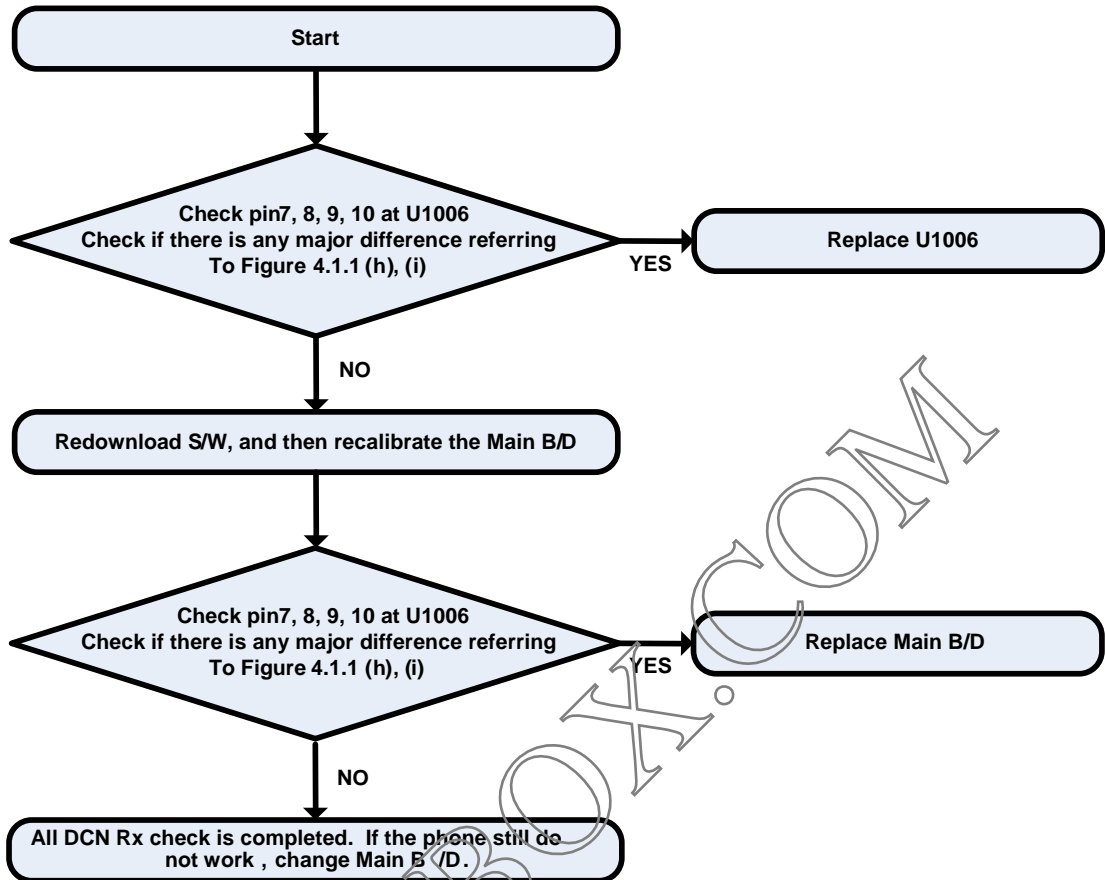 Start
Check pin7, 8, 9, 10 at U1006
Check if there is any major difference referring
To Figure 4.1.1 (h), (i)
YES
Replace U1006
NO
Redownload S/W, and then recalibrate the Main B/D
Check pin7, 8, 9, 10 at U1006
Check if there is any major difference referring
To Figure 4.1.1 (h), (i)
YES
Replace Main B/D
NO
All DCN Rx check is completed. If the phone still do
not work , change Main B /D.
BOX.COM